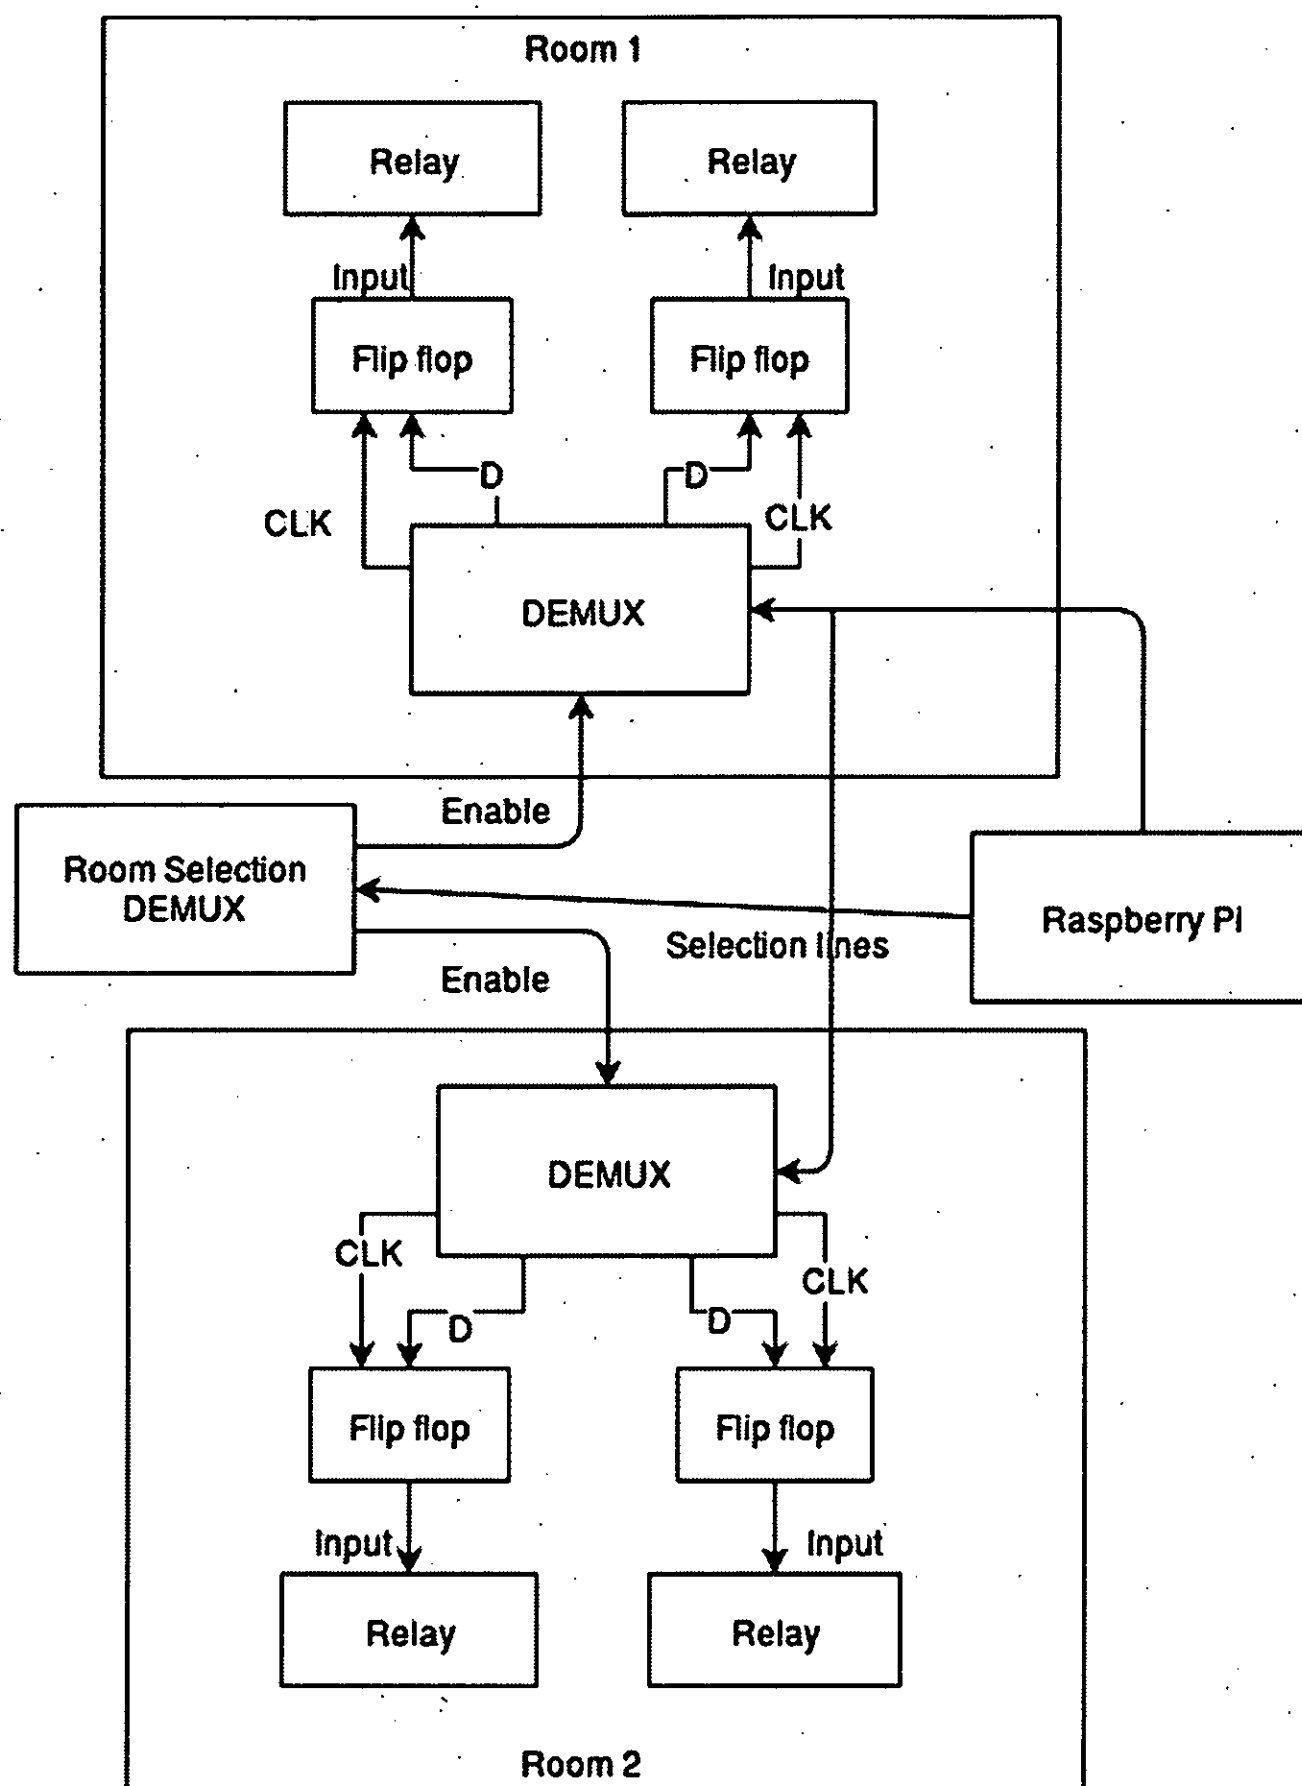 Room 1
Relay
Relay
Input
Input
Flip flop
Flip flop
D
D
CLK
CLK
DEMUX
Enable
Room Selection
DEMUX
Raspberry Pi
Selection lines
Enable
DEMUX
CLK
CLK
D
D
Flip flop
Flip flop
Input
Input
Relay
Relay
Room 2